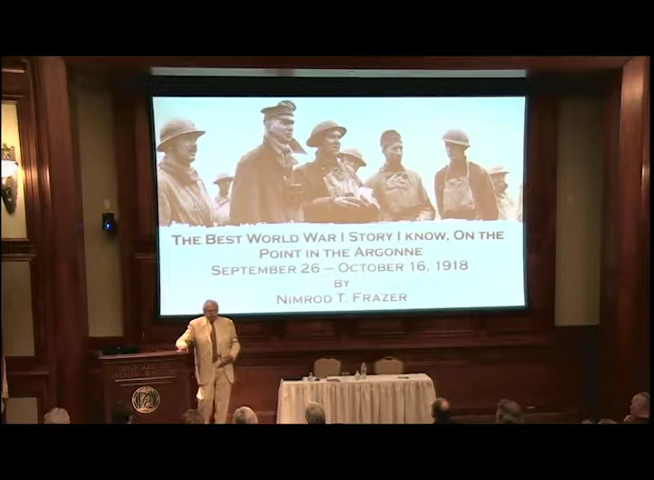 The Best World War I Story I know, On the
Point in the Argonne
September 26 – October 16, 1918
by
Nimrod T. Frazer